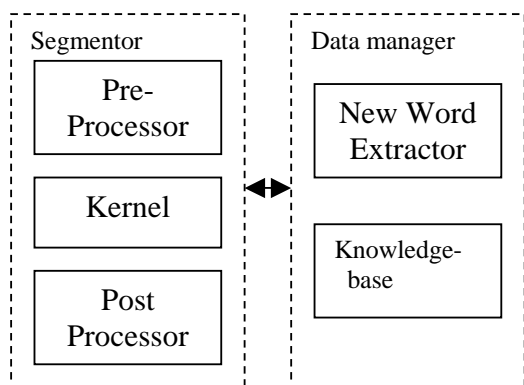 Segmentor
Pre-
Processor
Kernel
Post
Processor
Data manager
New Word
Extractor
Knowledge-
base